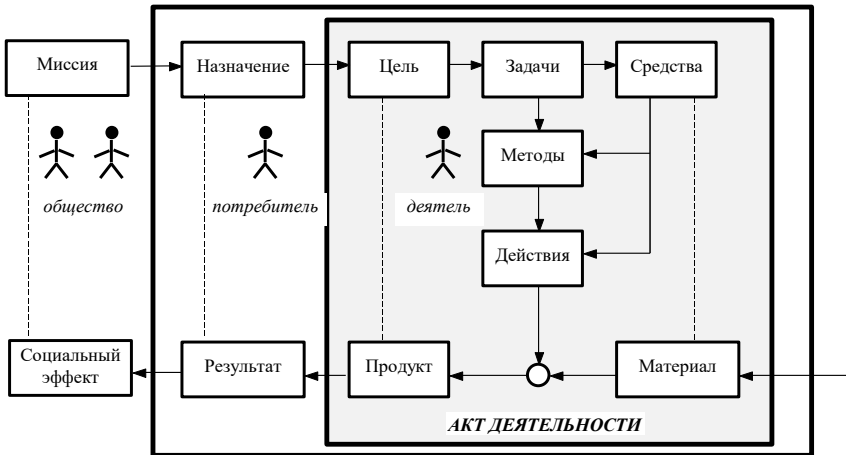 Миссия
Назначение
Цель
Задачи
Средства
Методы
общество
потребитель
деятель
Действия
Социальный
эффект
Результат
Продукт
Материал
АКТ ДЕЯТЕЛЬНОСТИ